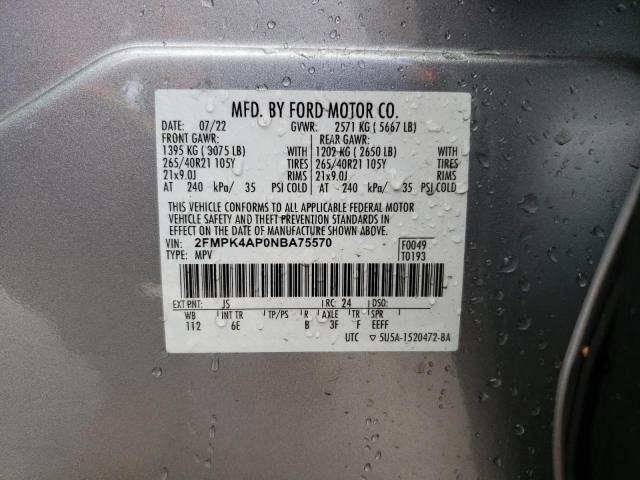 MFD. BY FORD MOTOR CO.
DATE: 07/22 GVWR: 2571 KG ( 5667 LB)
FRONT GAWR: REAR GAWR:
1395 KG ( 3075 LB) WITH 1202 KG ( 2650 LB) WITH
265/40R21 105Y TIRES 265/40R21 105Y TIRES
21x9.0J RIMS 21x9.0J RIMS
AT 240 kPa/ 35 PSI COLD AT 240 kPa/ 35 PSI COLD
THIS VEHICLE CONFORMS TO ALL APPLICABLE FEDERAL MOTOR
VEHICLE SAFETY AND THEFT PREVENTION STANDARDS IN
EFFECT ON THE DATE OF MANUFACTURE SHOWN ABOVE.
VIN: 2FMPK4AP0NBA75570 F0049
TYPE: MPV T0193
EXT PNT: JS RC: 24 DSO:
WB INT TR TP/PS R AXLE TR SPR
112 6E B 3F F EEFF
UTC ▽ 5U5A-1520472-BA